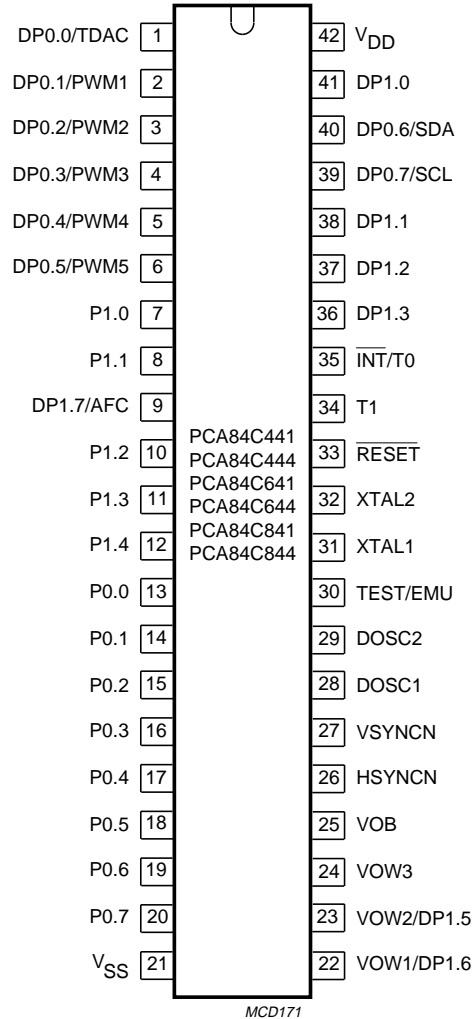 DP0.0/TDAC 1
DP0.1/PWM1 2
DP0.2/PWM2 3
DP0.3/PWM3 4
DP0.4/PWM4 5
DP0.5/PWM5 6
P1.0 7
P1.1 8
DP1.7/AFC 9
P1.2 10
P1.3 11
P1.4 12
P0.0 13
P0.1 14
P0.2 15
P0.3 16
P0.4 17
P0.5 18
P0.6 19
P0.7 20
VSS 21
PCA84C441
PCA84C444
PCA84C641
PCA84C644
PCA84C841
PCA84C844
42 VDD
41 DP1.0
40 DP0.6/SDA
39 DP0.7/SCL
38 DP1.1
37 DP1.2
36 DP1.3
35 INT/T0
34 T1
33 RESET
32 XTAL2
31 XTAL1
30 TEST/EMU
29 DOSC2
28 DOSC1
27 VSYNCN
26 HSYNCN
25 VOB
24 VOW3
23 VOW2/DP1.5
22 VOW1/DP1.6
MCD171